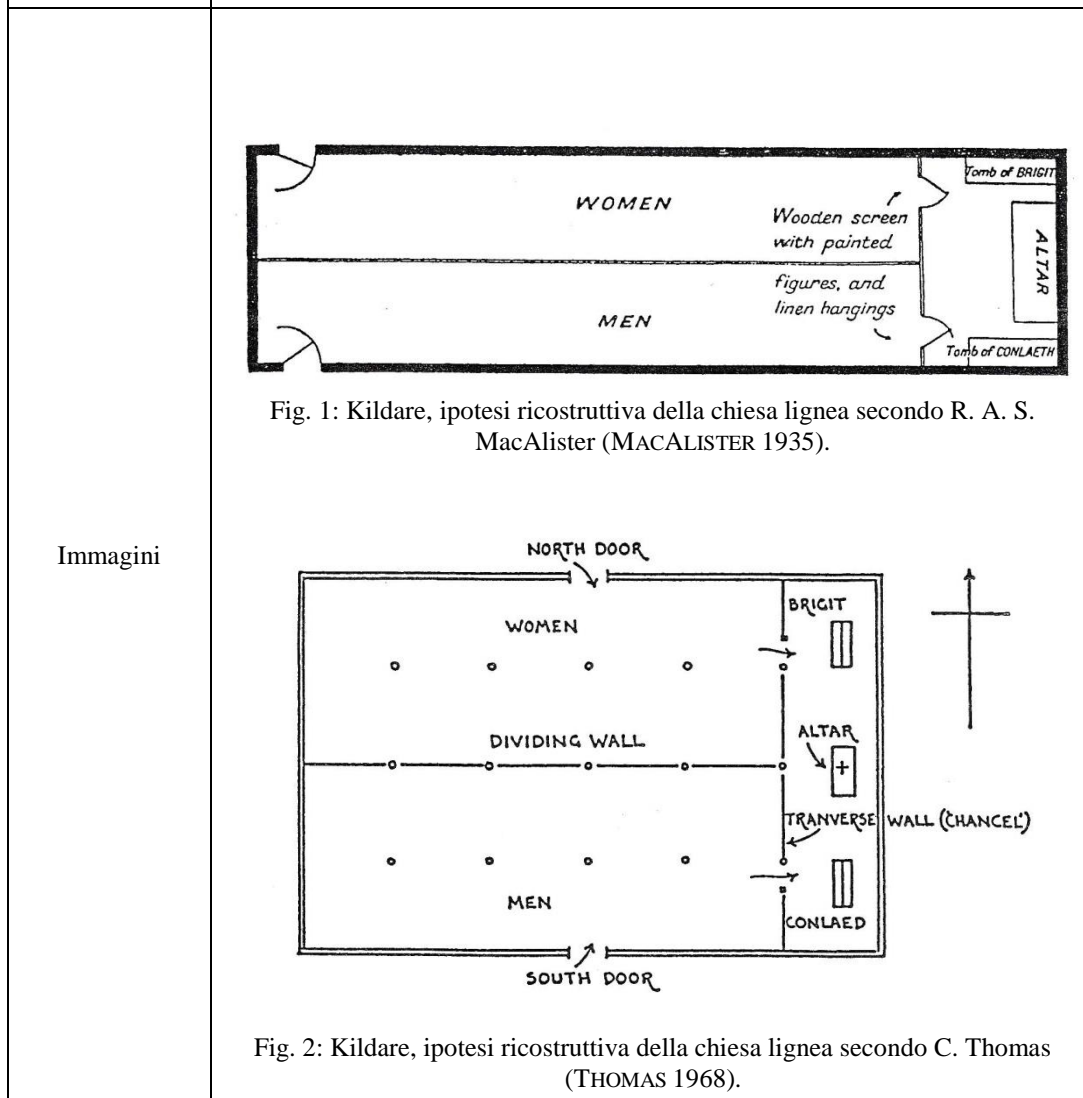 Immagini
Tomb of BRIGIT
WOMEN
Wooden screen
with painted
ALTAR
figures, and
linen hangings
MEN
Tomb of CONLAETH
Fig. 1: Kildare, ipotesi ricostruttiva della chiesa lignea secondo R. A. S.
MacAlister (MACALISTER 1935).
NORTH DOOR
BRIGIT
WOMEN
ALTAR
DIVIDING WALL
TRANVERSE WALL ("CHANCEL")
MEN
CONLAED
SOUTH DOOR
Fig. 2: Kildare, ipotesi ricostruttiva della chiesa lignea secondo C. Thomas
(THOMAS 1968).